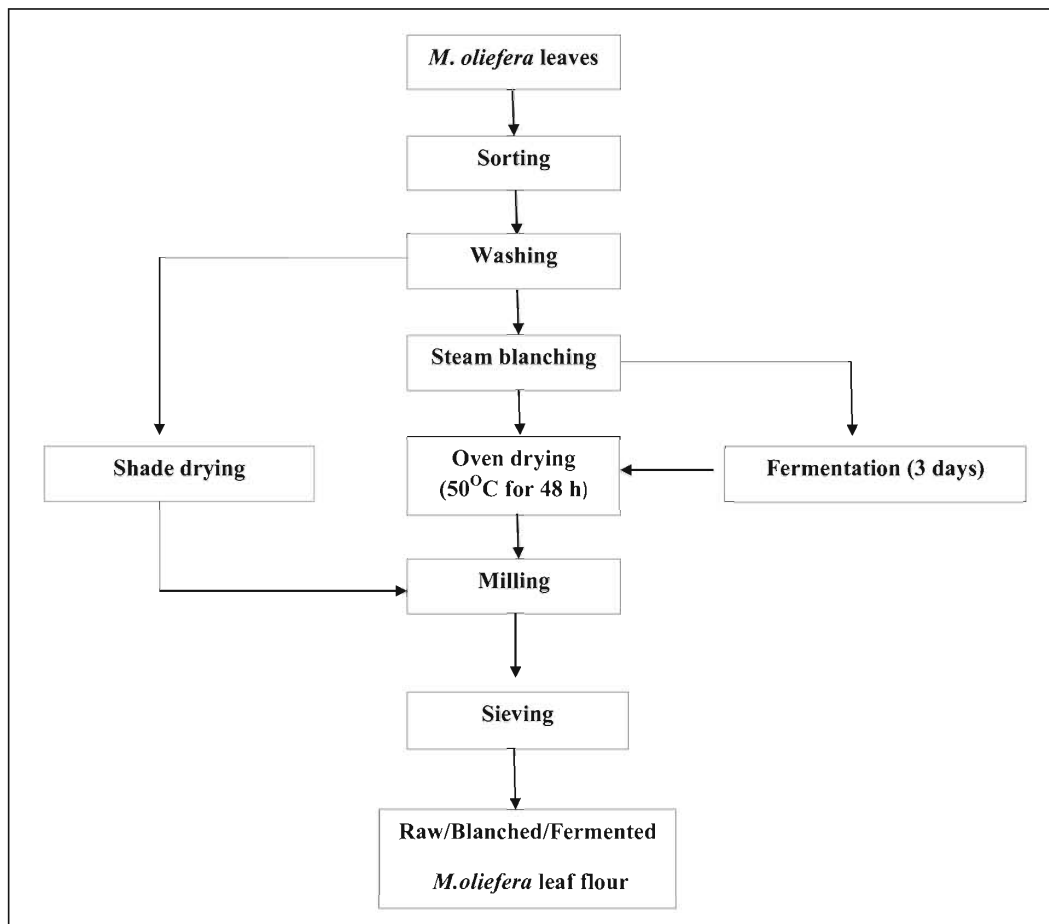 M. oliefera leaves
Sorting
Washing
Steam blanching
Shade drying
Oven drying
(50^OC for 48 h)
Fermentation (3 days)
Milling
Sieving
Raw/Blanched/Fermented
M.oliefera leaf flour